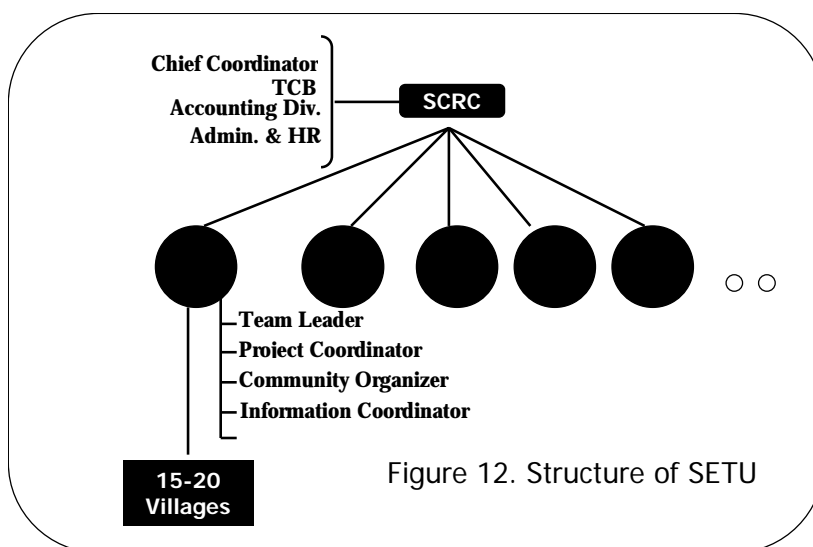 Chief Coordinator
TCB
Accounting Div.
Admin. & HR
SCRC
Team Leader
Project Coordinator
Community Organizer
Information Coordinator
15-20
Villages
Figure 12. Structure of SETU